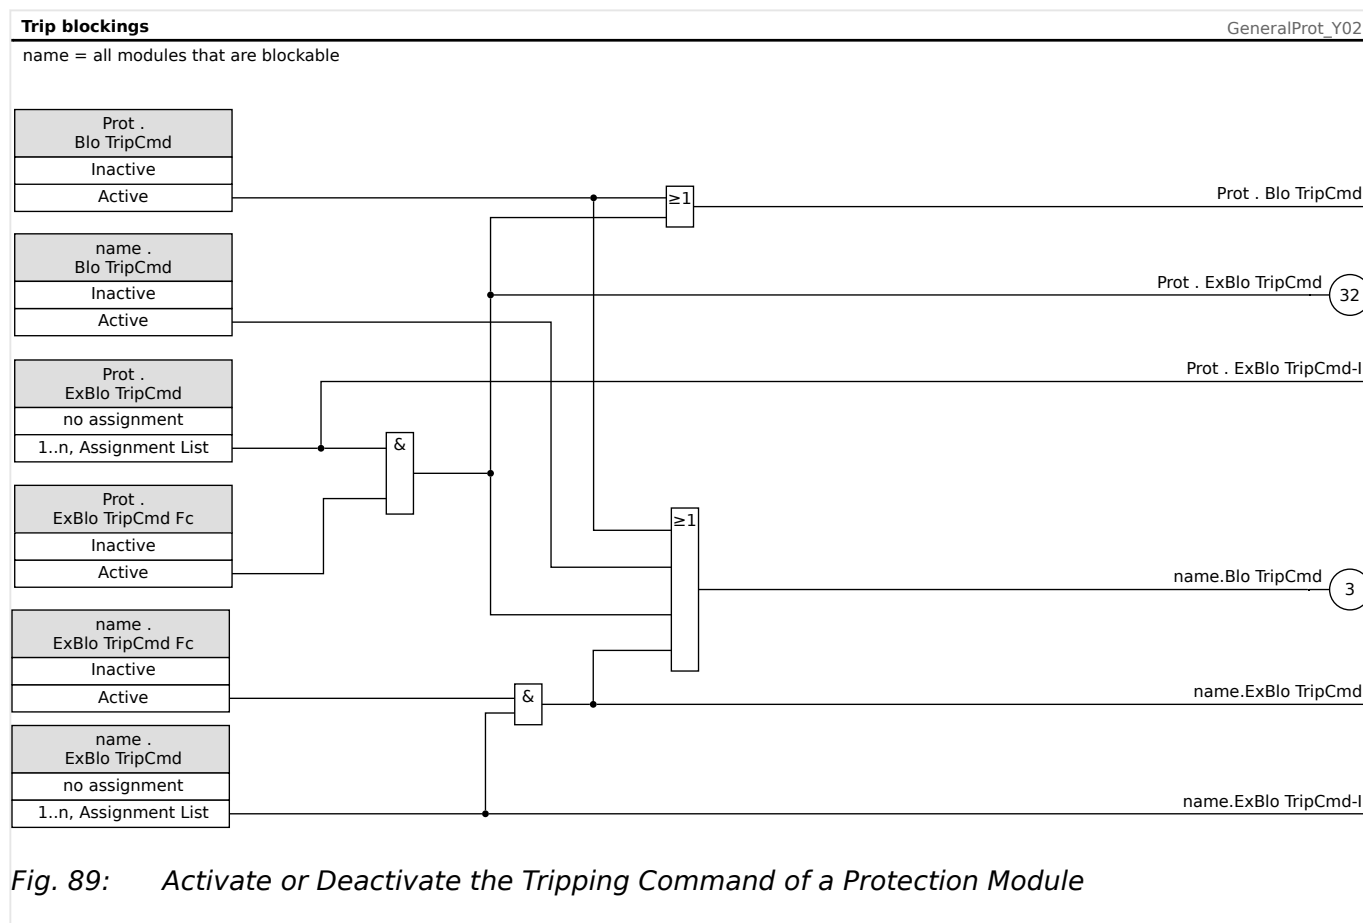 Trip blockings
GeneralProt_Y02
name = all modules that are blockable
Prot .
Blo TripCmd
Inactive
Active
≥1
Prot . Blo TripCmd
name .
Blo TripCmd
Inactive
Active
Prot . ExBlo TripCmd
32
Prot .
ExBlo TripCmd
no assignment
1..n, Assignment List
Prot . ExBlo TripCmd-I
&
Prot .
ExBlo TripCmd Fc
Inactive
Active
≥1
name.Blo TripCmd
3
name .
ExBlo TripCmd Fc
Inactive
Active
&
name.ExBlo TripCmd
name .
ExBlo TripCmd
no assignment
1..n, Assignment List
name.ExBlo TripCmd-I
Fig. 89: Activate or Deactivate the Tripping Command of a Protection Module